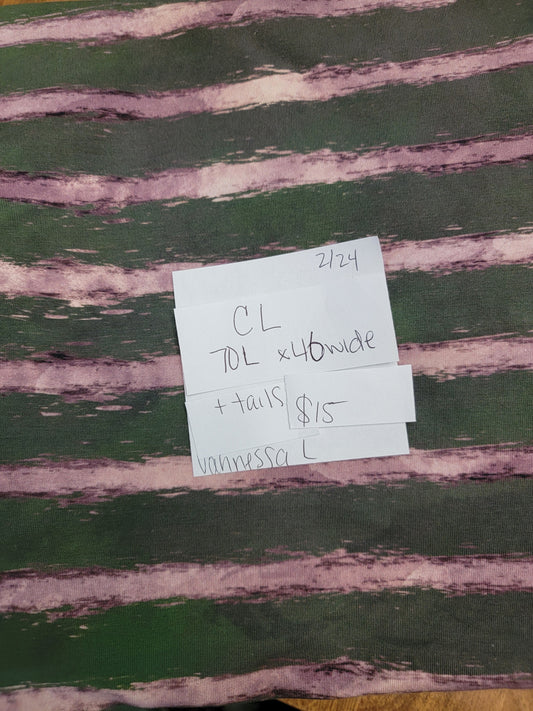 2/24
CL
70L x 46 wide
+ tails
$15
Vannessa L